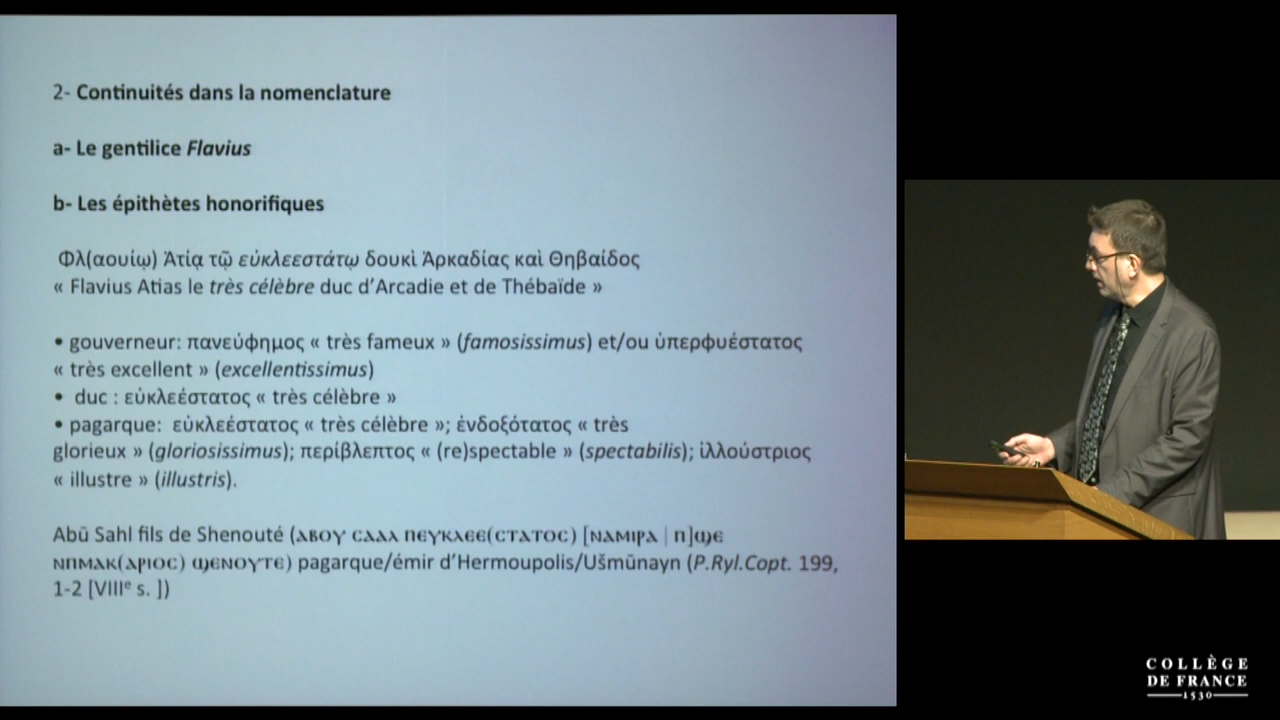 2- Continuités dans la nomenclature
a- Le gentilice Flavius
b- Les épithètes honorifiques
Φλ(αουίῳ) Ἀτίᾳ τῷ εὐκλεεστάτῳ δουκὶ Ἀρκαδίας καὶ Θηβαίδος
« Flavius Atias le très célèbre duc d’Arcadie et de Thébaïde »
• gouverneur: πανεύφημος « très fameux » (famosissimus) et/ou ὑπερφυέστατος
« très excellent » (excellentissimus)
• duc : εὐκλεέστατος « très célèbre »
• pagarque: εὐκλεέστατος « très célèbre »; ἐνδοξότατος « très
glorieux » (gloriosissimus); περίβλεπτος « (re)spectable » (spectabilis); ἰλλούστριος
« illustre » (illustris).
Abū Sahl fils de Shenouté (ⲁⲃⲟⲩ ⲥⲁⲗⲗ ⲡⲉⲩⲕⲗⲉⲉ(ⲥⲧⲁⲧⲟⲥ) [ⲛⲁⲙⲓⲣⲁ | ⲡ]ϣⲉ
ⲛⲡⲙⲁⲕ(ⲁⲣⲓⲟⲥ) ϣⲉⲛⲟⲩⲧⲉ) pagarque/émir d’Hermoupolis/Ušmūnayn (P.Ryl.Copt. 199,
1-2 [VIIIᵉ s. ])
COLLÈGE
DE FRANCE
1530